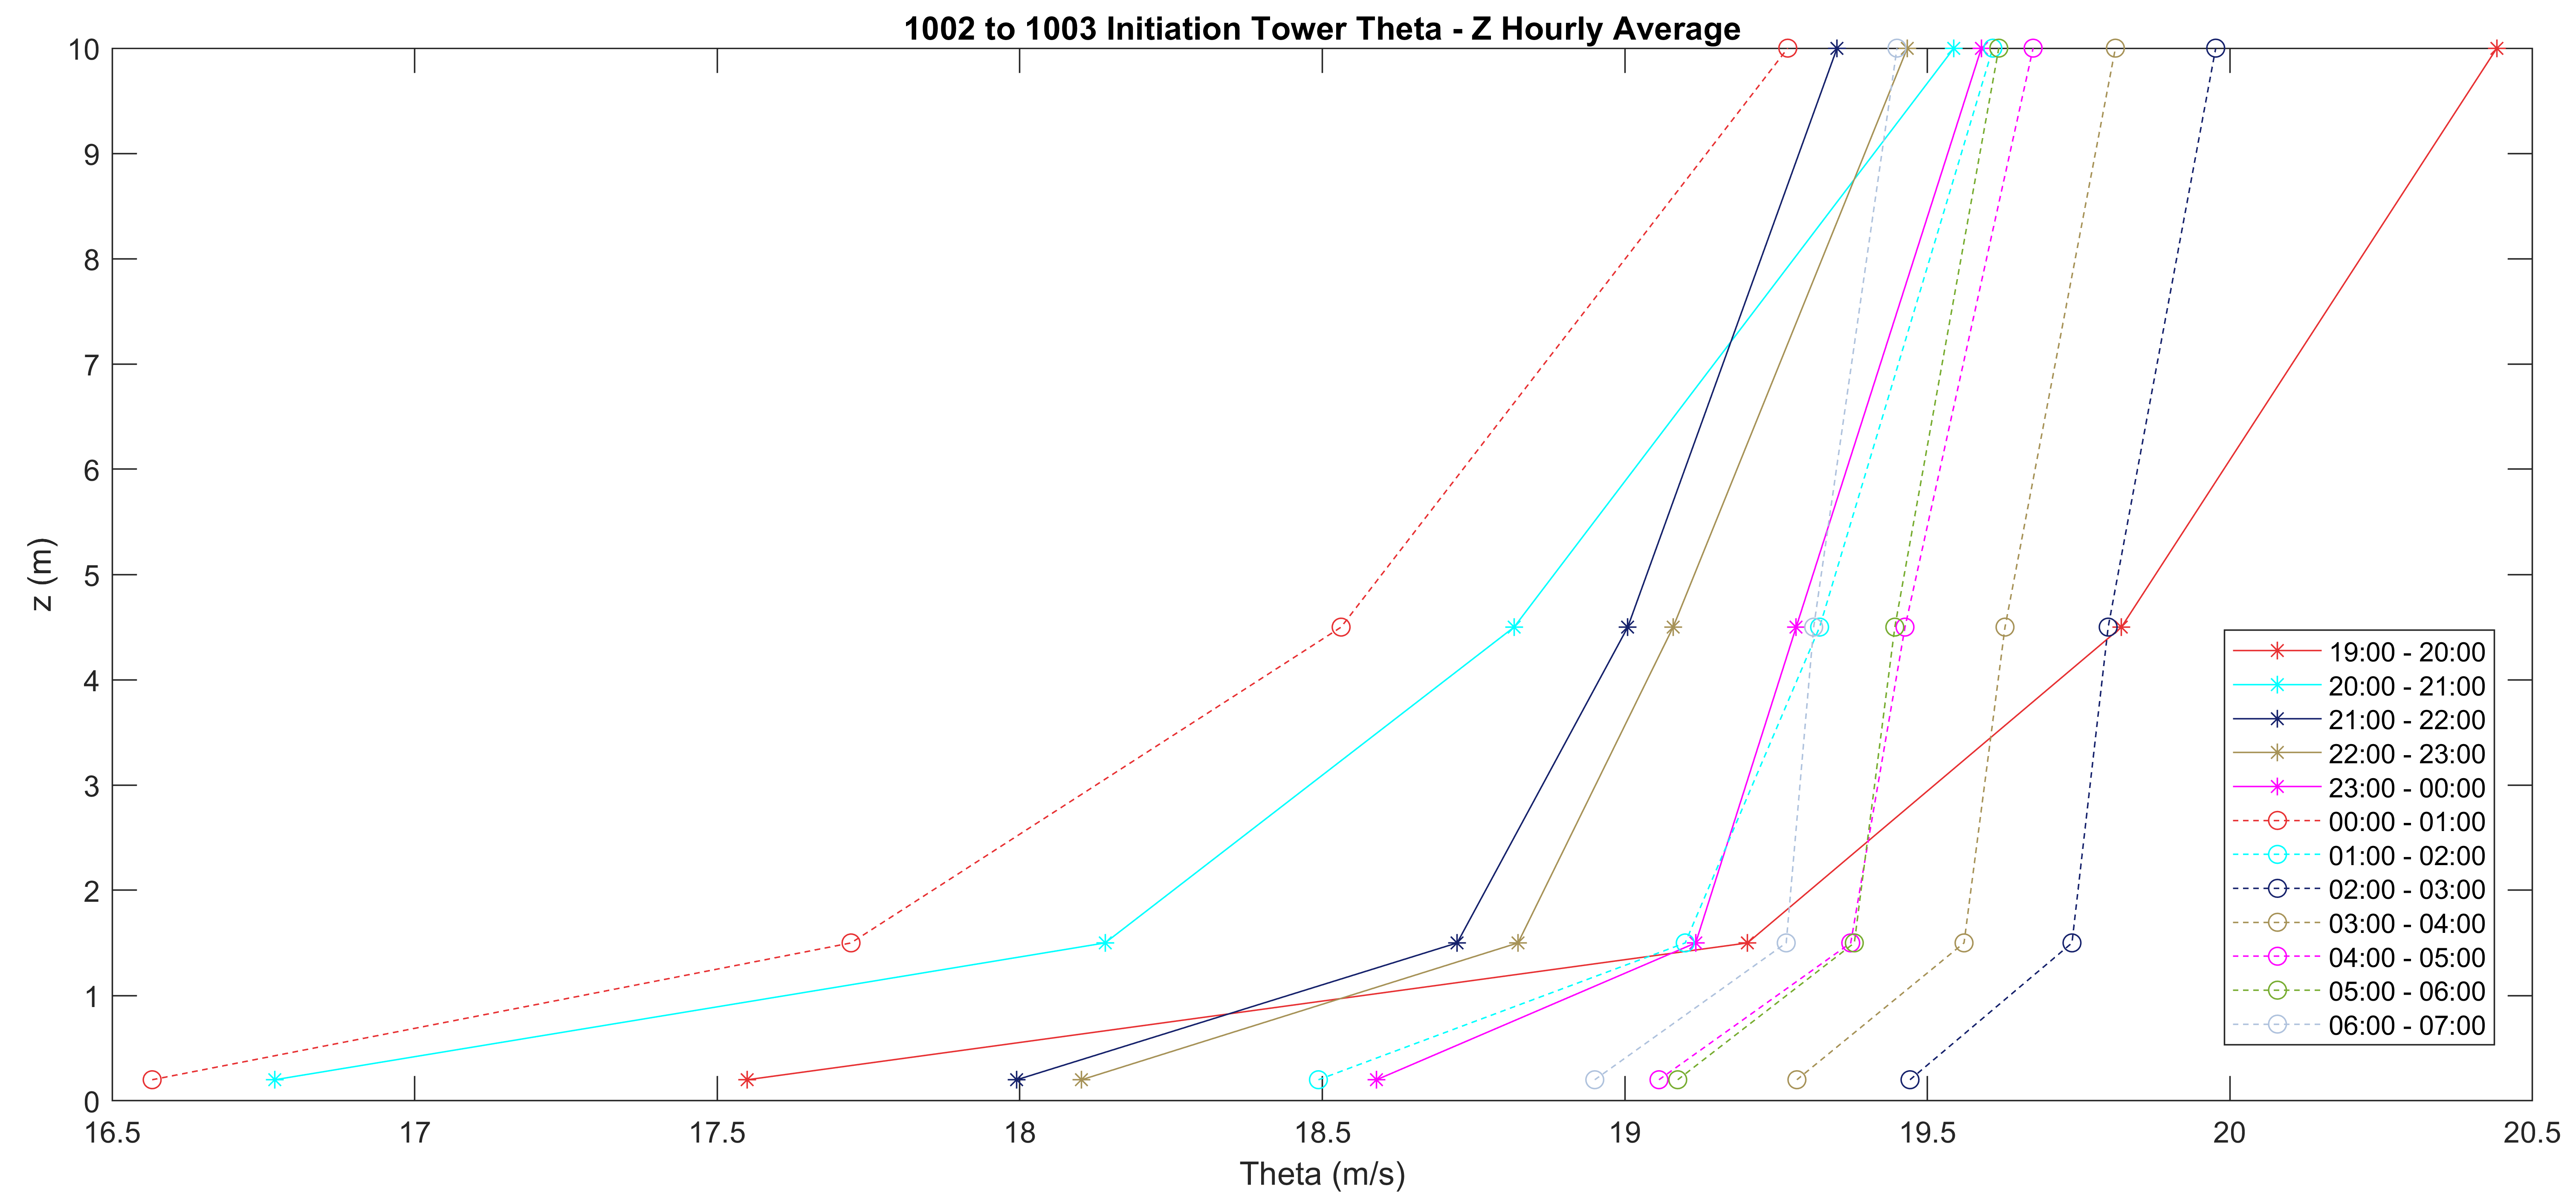 1002 to 1003 Initiation Tower Theta - Z Hourly Average
10
9
8
7
6
5
4
3
2
1
0
z (m)
16.5 17 17.5 18 18.5 19 19.5 20 20.5
Theta (m/s)
19:00 - 20:00
20:00 - 21:00
21:00 - 22:00
22:00 - 23:00
23:00 - 00:00
00:00 - 01:00
01:00 - 02:00
02:00 - 03:00
03:00 - 04:00
04:00 - 05:00
05:00 - 06:00
06:00 - 07:00